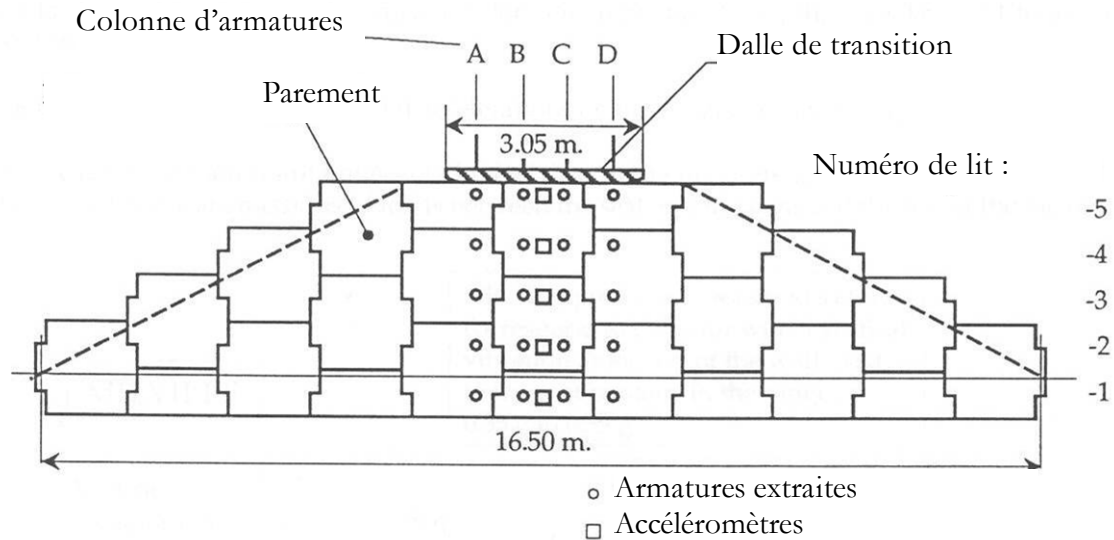 Colonne d'armatures
A B C D
Dalle de transition
Parement
3.05 m.
Numéro de lit :
-5
-4
-3
-2
-1
16.50 m.
Armatures extraites
Accéléromètres